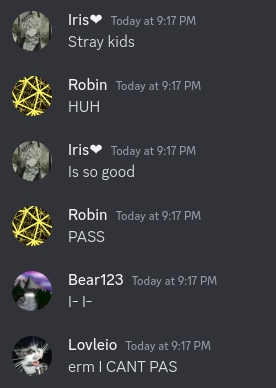 Iris❤ Today at 9:17 PM
Stray kids
Robin Today at 9:17 PM
HUH
Iris❤ Today at 9:17 PM
Is so good
Robin Today at 9:17 PM
PASS
Bear123 Today at 9:17 PM
I- I-
Lovleio Today at 9:17 PM
erm I CANT PAS